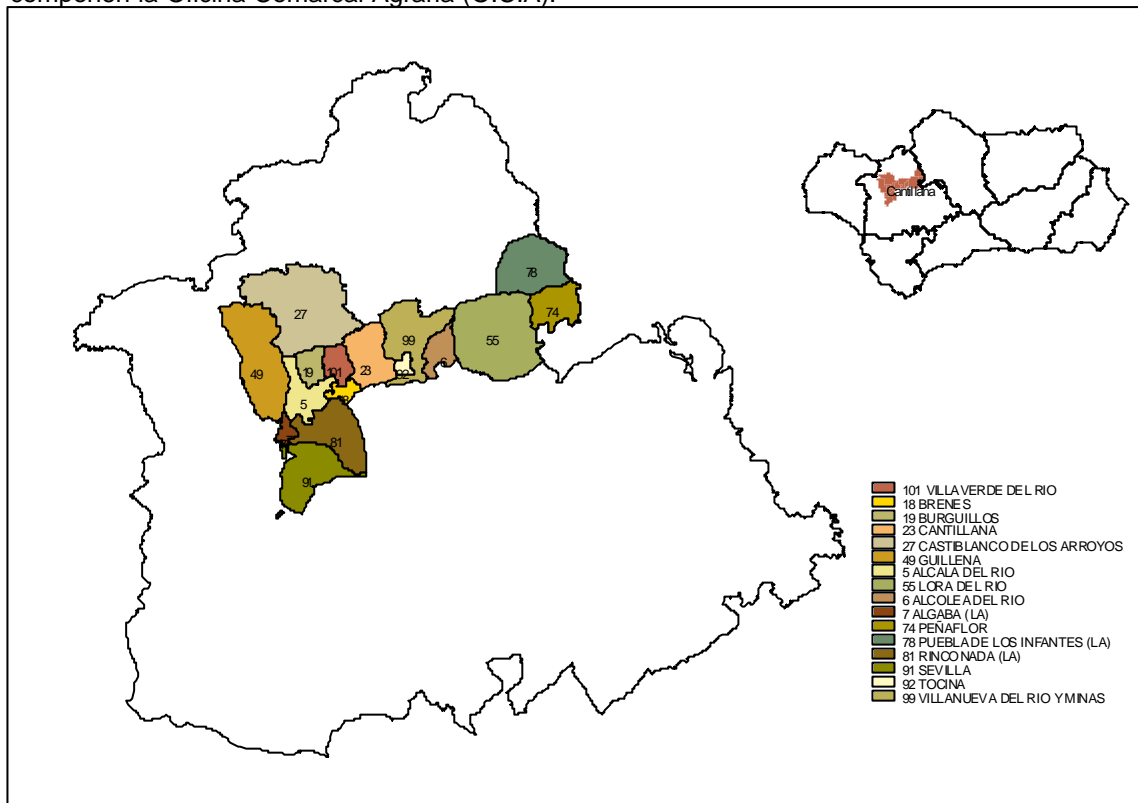 componen la Oficina Comarcal Agraria (O.C.A).
Cantillana
78
74
27
99
55
6
49
19
101
23
92
5
18
81
91
101 VILLAVERDE DEL RIO
18 BRENES
19 BURGUILLOS
23 CANTILLANA
27 CASTIBLANCO DE LOS ARROYOS
49 GUILLENA
5 ALCALA DEL RIO
55 LORA DEL RIO
6 ALCOLEA DEL RIO
7 ALGABA (LA)
74 PEÑAFLOR
78 PUEBLA DE LOS INFANTES (LA)
81 RINCONADA (LA)
91 SEVILLA
92 TOCINA
99 VILLANUEVA DEL RIO Y MINAS